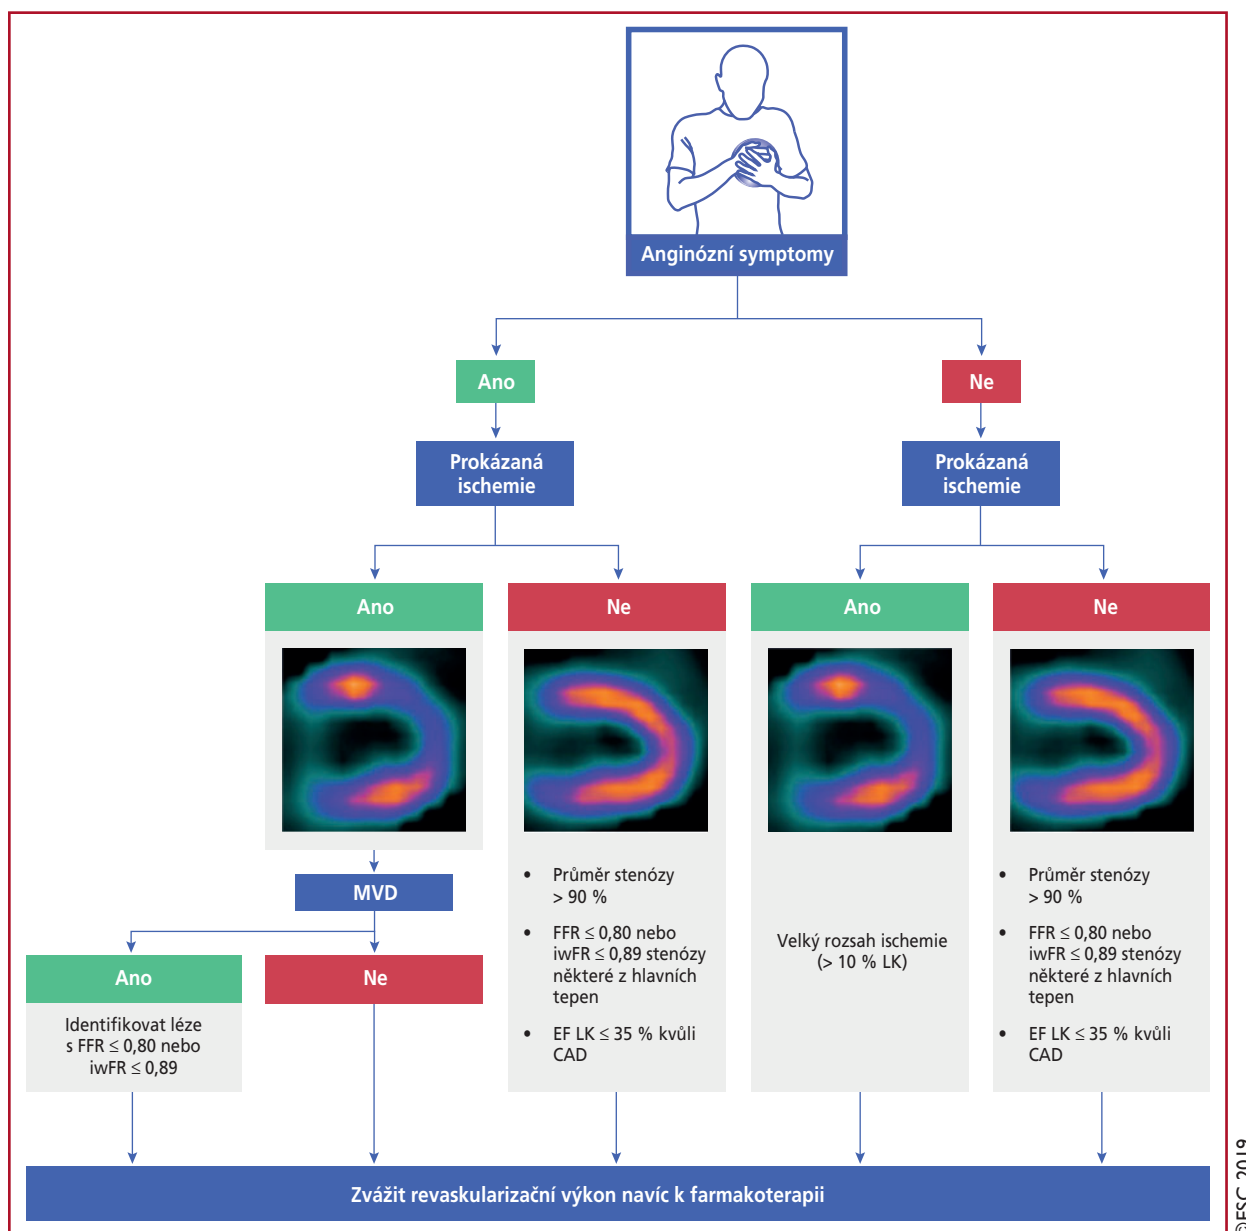 Anginózní symptomy
Ano
Ne
Prokázaná
ischemie
Prokázaná
ischemie
Ano
Ne
Ano
Ne
MVD
Ano
Identifikovat léze
s FFR ≤ 0,80 nebo
iwFR ≤ 0,89
Ne
• Průměr stenózy
> 90 %
• FFR ≤ 0,80 nebo
iwFR ≤ 0,89 stenózy
některé z hlavních
tepen
• EF LK ≤ 35 % kvůli
CAD
Velký rozsah ischemie
(> 10 % LK)
• Průměr stenózy
> 90 %
• FFR ≤ 0,80 nebo
iwFR ≤ 0,89 stenózy
některé z hlavních
tepen
• EF LK ≤ 35 % kvůli
CAD
Zvážit revaskularizační výkon navíc k farmakoterapii
©ESC 2019